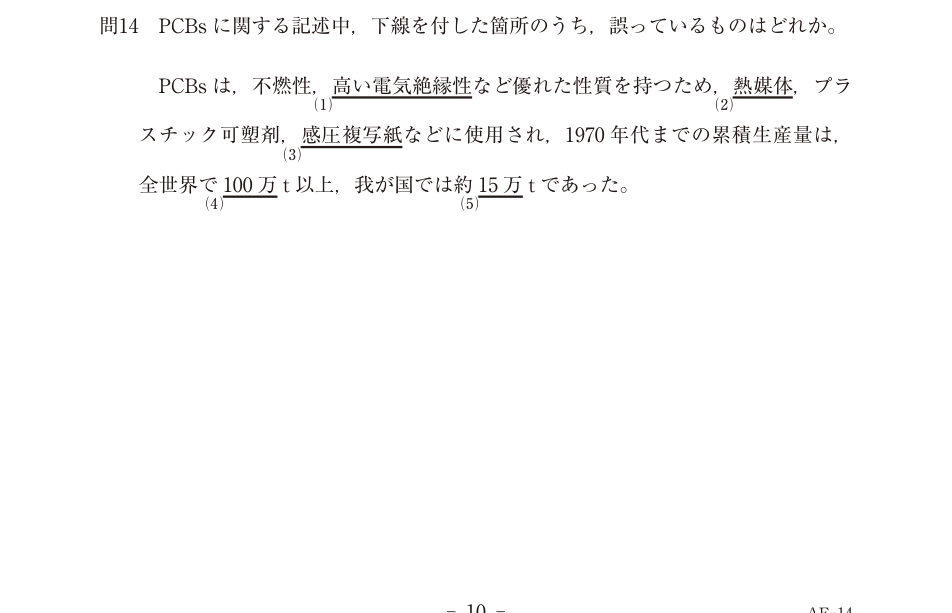 問14 PCBs に関する記述中，下線を付した箇所のうち，誤っているものはどれか。
PCBs は，不燃性，高い電気絶縁性など優れた性質を持つため，熱媒体，プラ
(1) (2)
スチック可塑剤，感圧複写紙などに使用され，1970 年代までの累積生産量は，
(3)
全世界で 100 万 t 以上，我が国では約 15 万 t であった。
(4) (5)
− 10 −